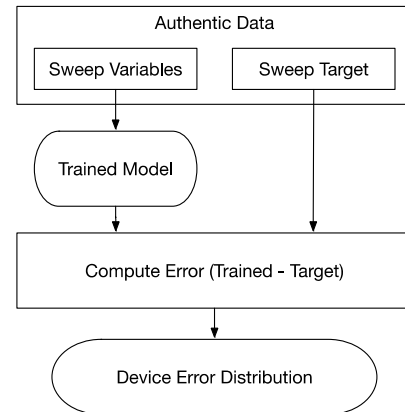 Authentic Data
Sweep Variables
Sweep Target
Trained Model
Compute Error (Trained - Target)
Device Error Distribution